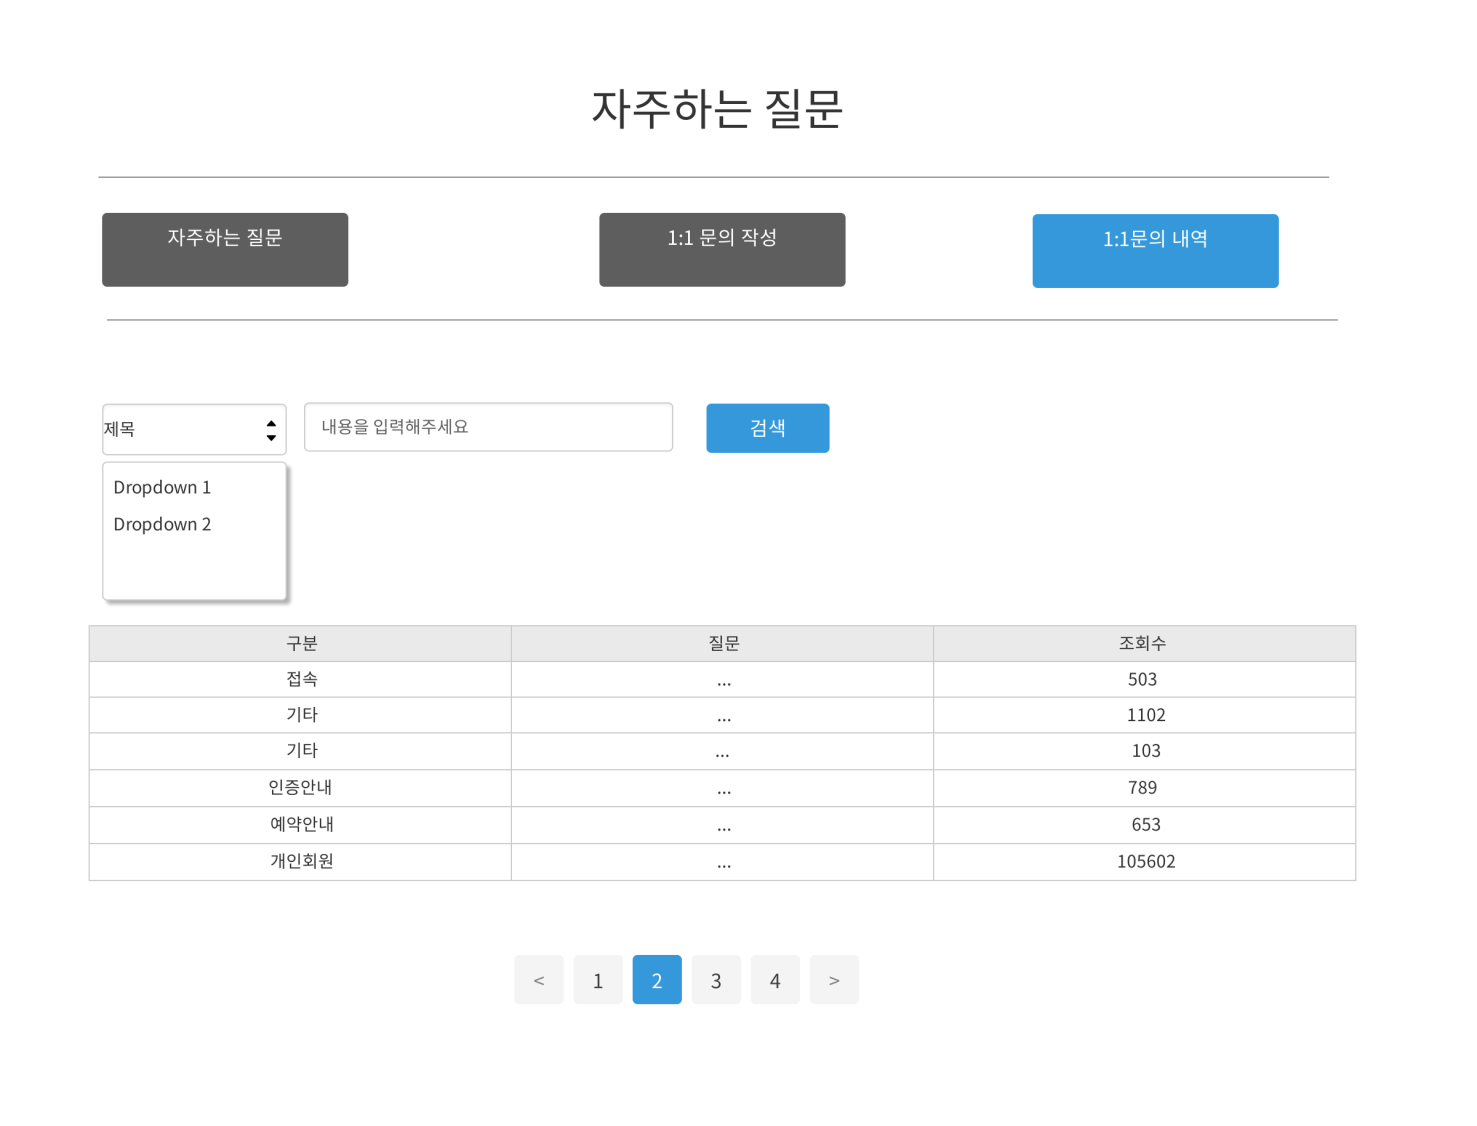 자주하는 질문
자주하는 질문
1:1 문의 작성
1:1문의 내역
제목
내용을 입력해주세요
검색
Dropdown 1
Dropdown 2
구분 질문 조회수
접속 ... 503
기타 ... 1102
기타 ... 103
인증안내 ... 789
예약안내 ... 653
개인회원 ... 105602
< 1 2 3 4 >